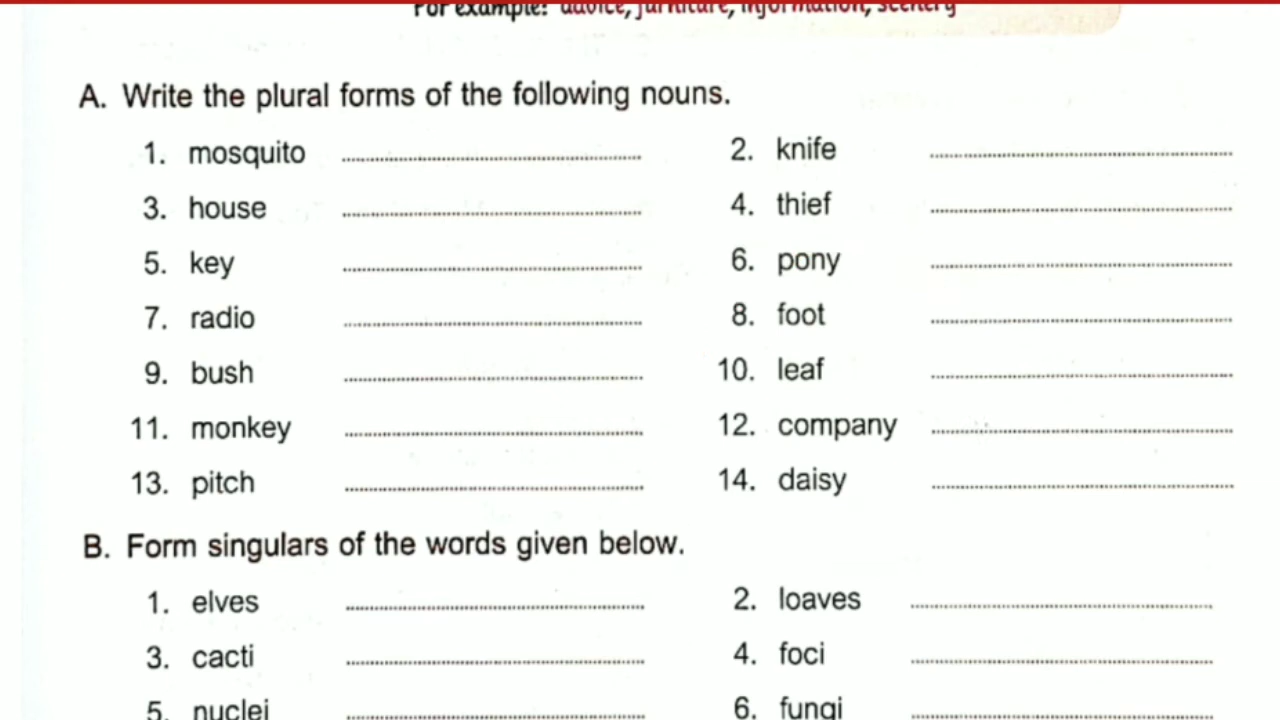 For example: advice, furniture, information, scenery
A. Write the plural forms of the following nouns.
1. mosquito 2. knife
3. house 4. thief
5. key 6. pony
7. radio 8. foot
9. bush 10. leaf
11. monkey 12. company
13. pitch 14. daisy
B. Form singulars of the words given below.
1. elves 2. loaves
3. cacti 4. foci
5. nuclei 6. fungi